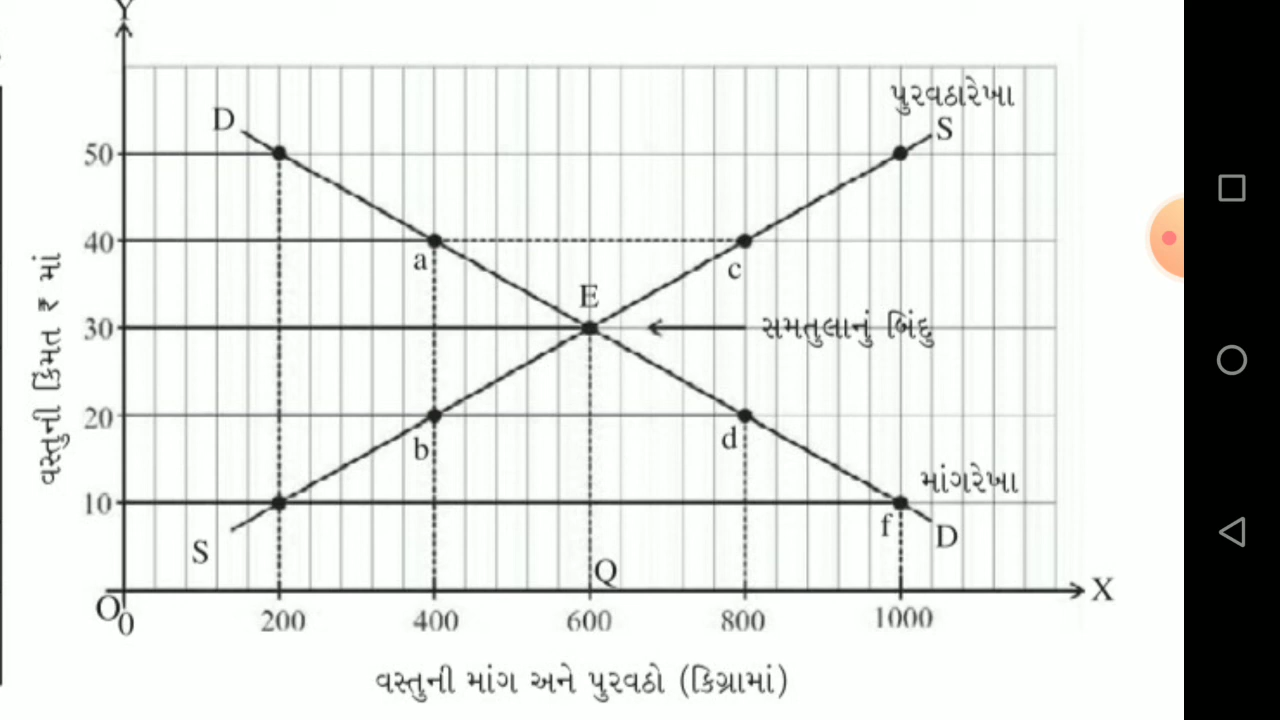 Y
પુરવઠારેખા
D
S
50
40
a
c
E
30
સમતુલાનું બિંદુ
20
b
d
માંગરેખા
10
f
D
S
Q
O
X
0
200
400
600
800
1000
વસ્તુની કિંમત ₹ માં
વસ્તુની માંગ અને પુરવઠો (કિગ્રામાં)